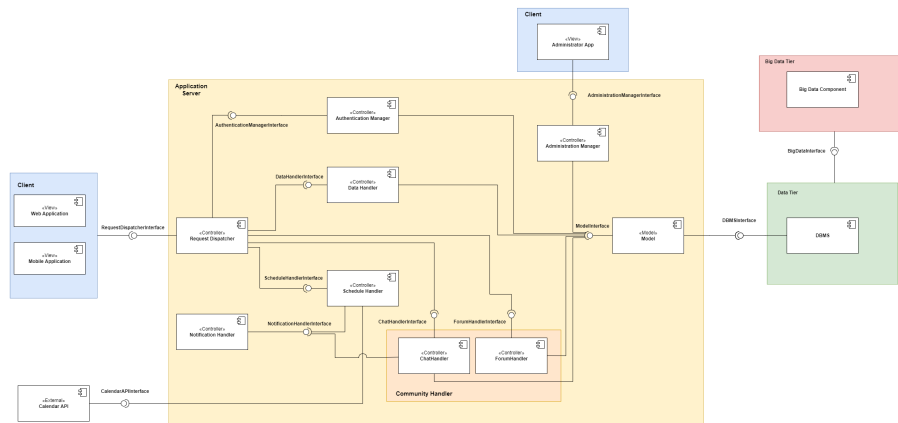 Client
«View»
Administrator App
Big Data Tier
Big Data Component
Application
Server
AdministrationManagerInterface
«Controller»
Authentication Manager
AuthenticationManagerInterface
«Controller»
Administration Manager
BigDataInterface
Client
«View»
Web Application
«View»
Mobile Application
DataHandlerInterface
«Controller»
Data Handler
Data Tier
RequestDispatcherInterface
«Controller»
Request Dispatcher
ModelInterface
«Model»
Model
DBMSInterface
DBMS
ScheduleHandlerInterface
«Controller»
Schedule Handler
«Controller»
Notification Handler
NotificationHandlerInterface
ChatHandlerInterface
ForumHandlerInterface
«Controller»
ChatHandler
«Controller»
ForumHandler
Community Handler
CalendarAPIInterface
«External»
Calendar API